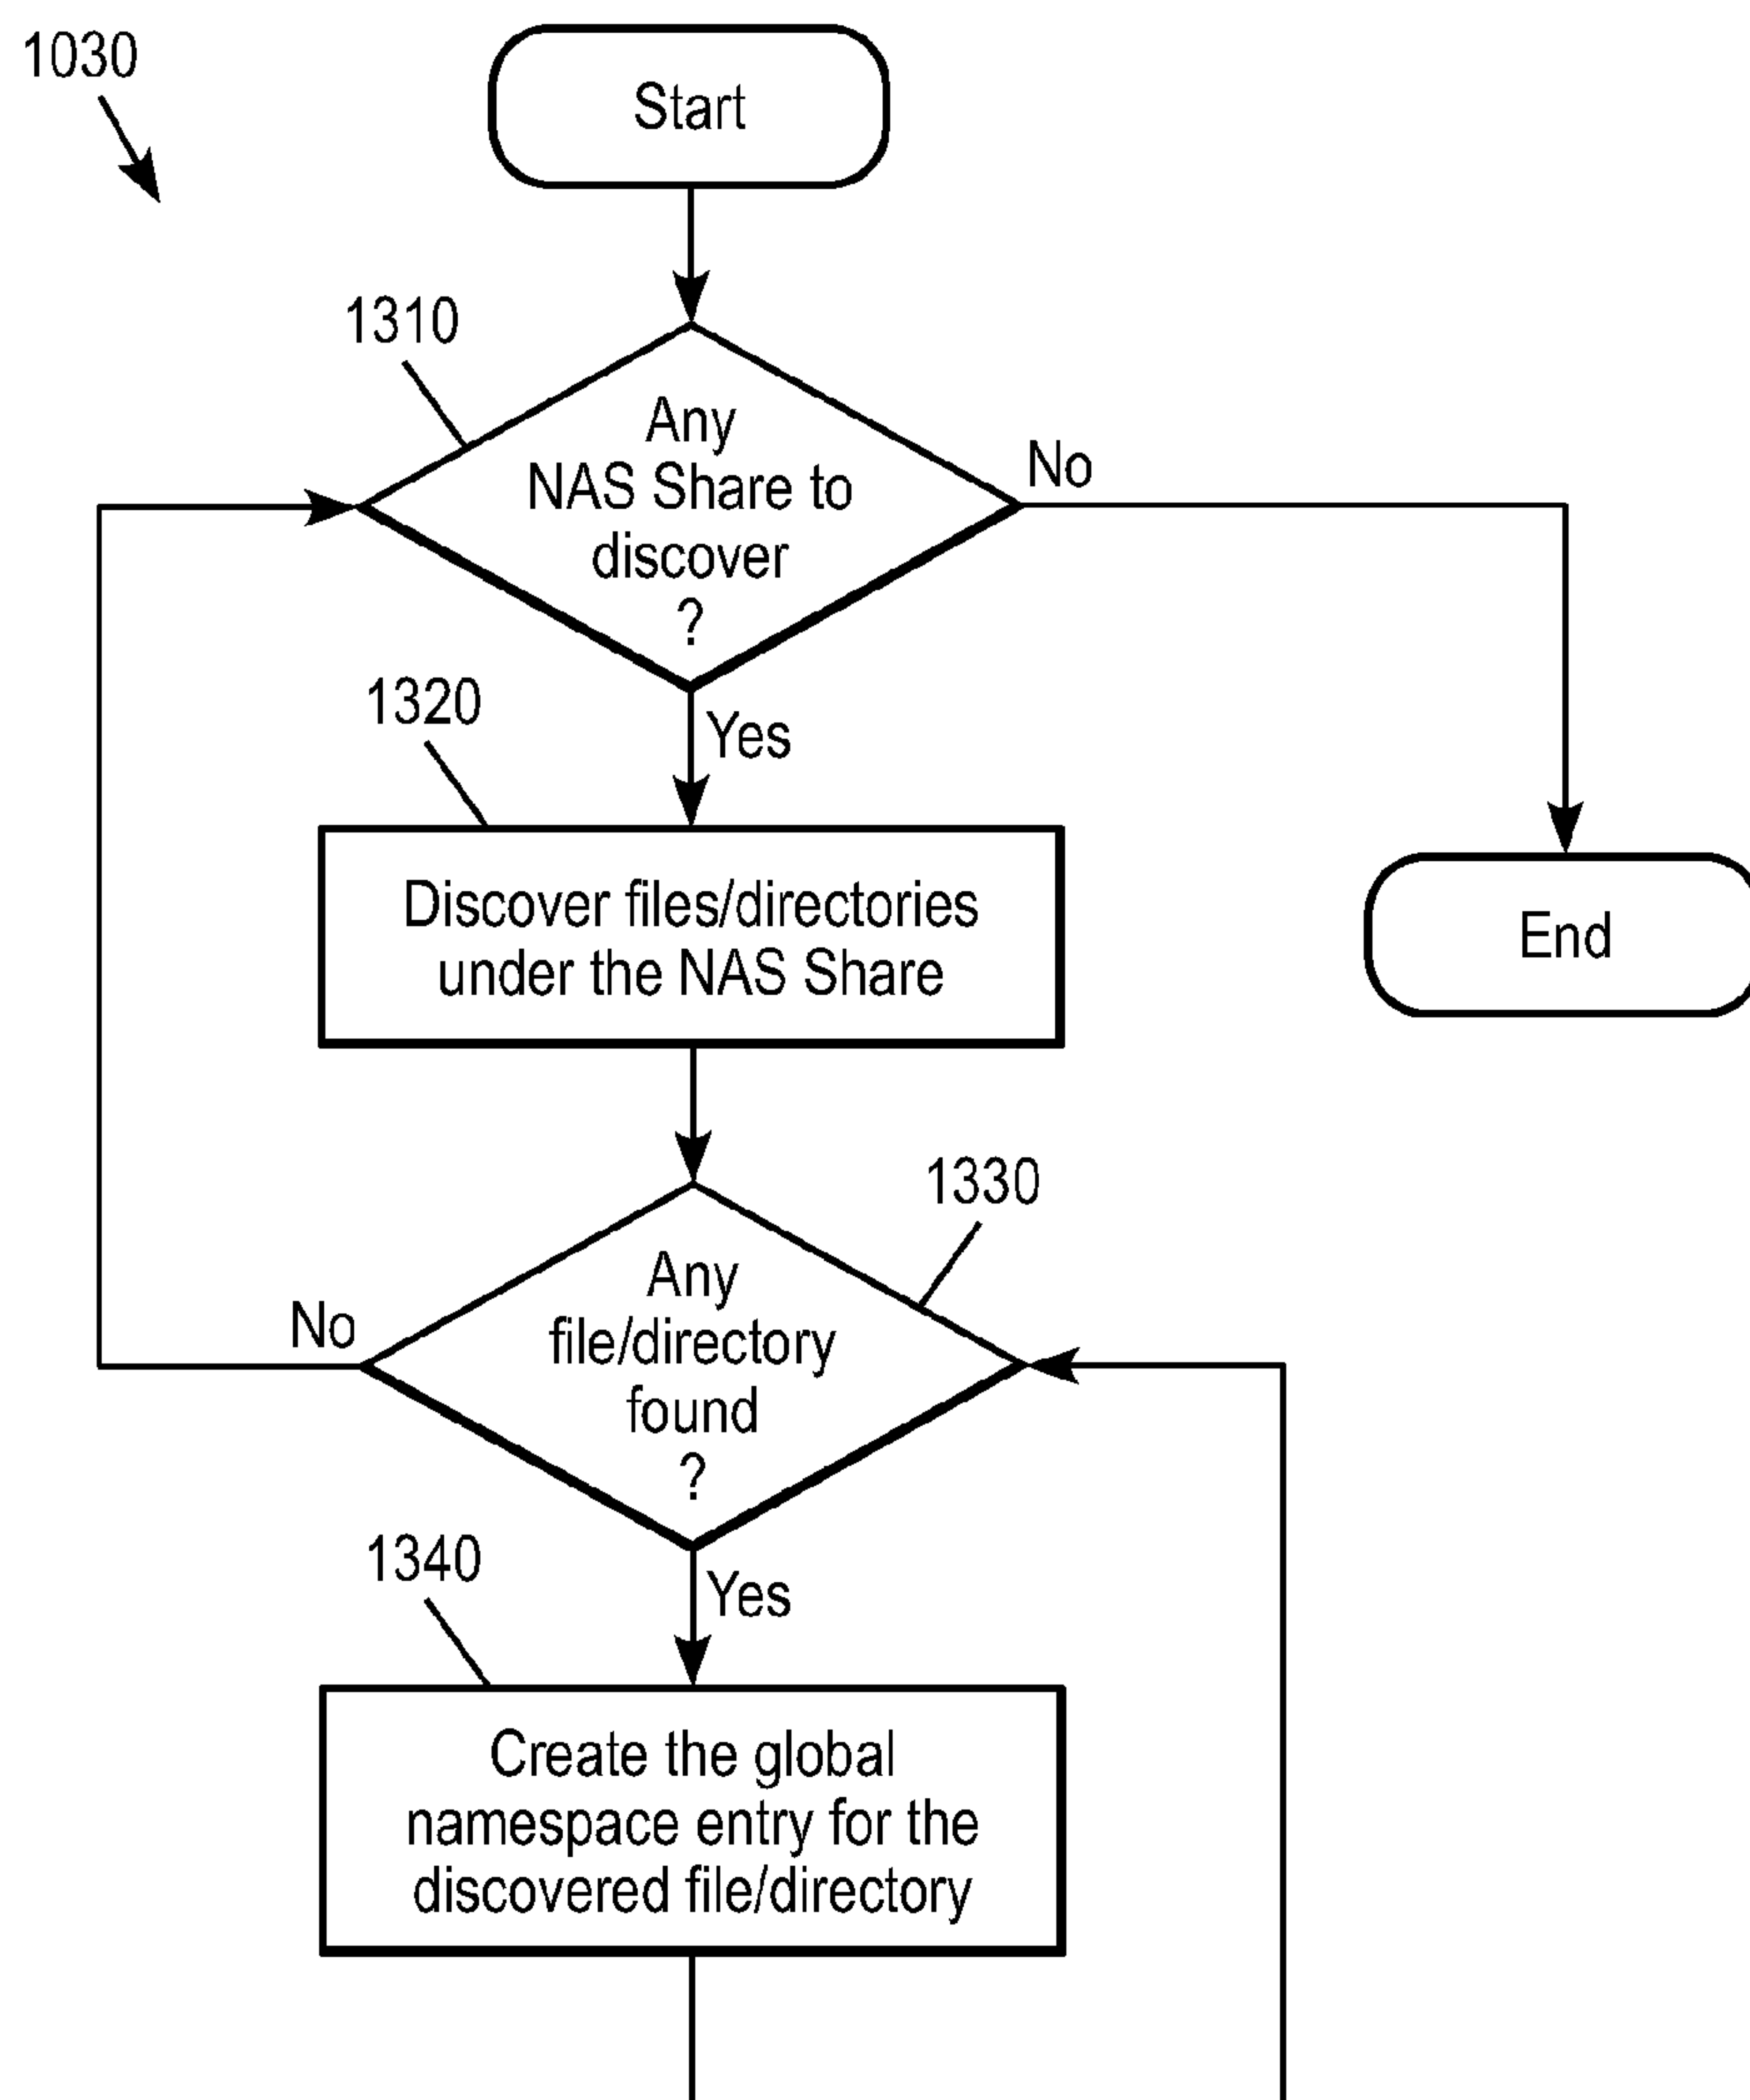 1030
Start
1310
Any
NAS Share to
discover
?
No
1320
Yes
Discover files/directories
under the NAS Share
End
1330
Any
file/directory
found
?
No
1340
Yes
Create the global
namespace entry for the
discovered file/directory